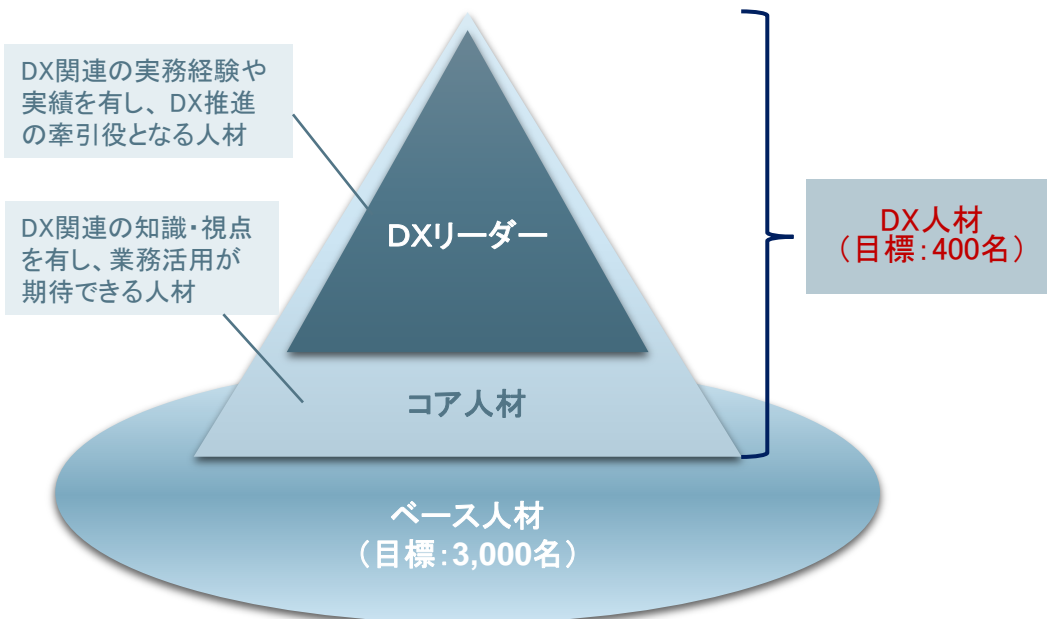 DX関連の実務経験や
実績を有し、DX推進
の牽引役となる人材
DX関連の知識・視点
を有し、業務活用が
期待できる人材
DXリーダー
コア人材
ベース人材
（目標：3,000名）
DX人材
（目標：400名）